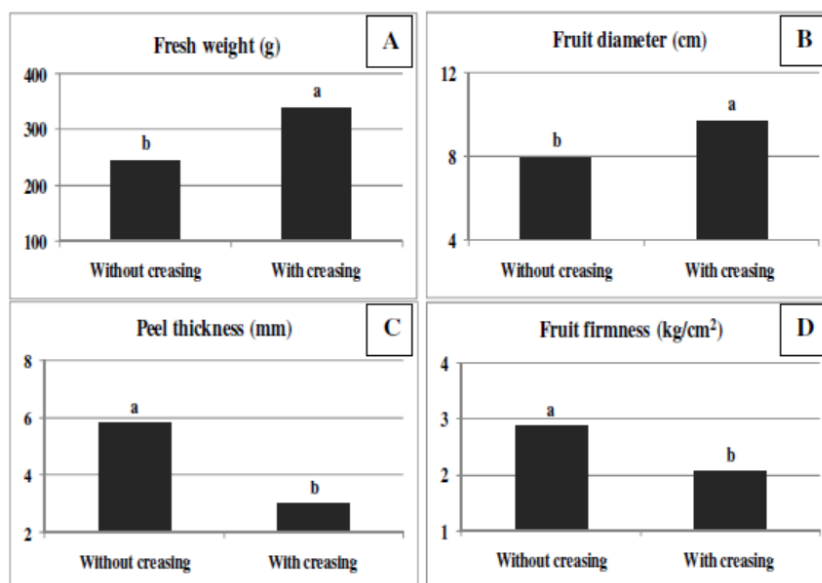 Fresh weight (g)
A
400
300
200
100
b
a
Without creasing
With creasing
Fruit diameter (cm)
B
12
8
4
b
a
Without creasing
With creasing
Peel thickness (mm)
C
8
6
4
2
a
b
Without creasing
With creasing
Fruit firmness (kg/cm²)
D
4
3
2
1
a
b
Without creasing
With creasing